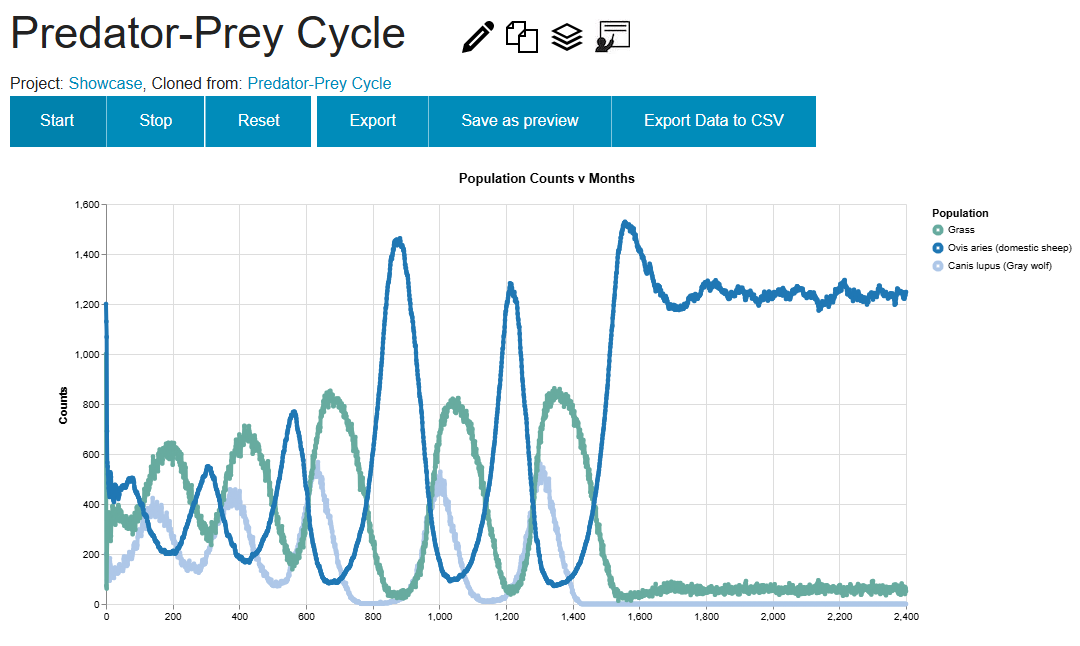 Predator-Prey Cycle
Project: Showcase, Cloned from: Predator-Prey Cycle
Start Stop Reset Export Save as preview Export Data to CSV
Population Counts v Months
1,600
1,400
1,200
1,000
800
600
400
200
0
Counts
0 200 400 600 800 1,000 1,200 1,400 1,600 1,800 2,000 2,200 2,400
Population
Grass
Ovis aries (domestic sheep)
Canis lupus (Gray wolf)